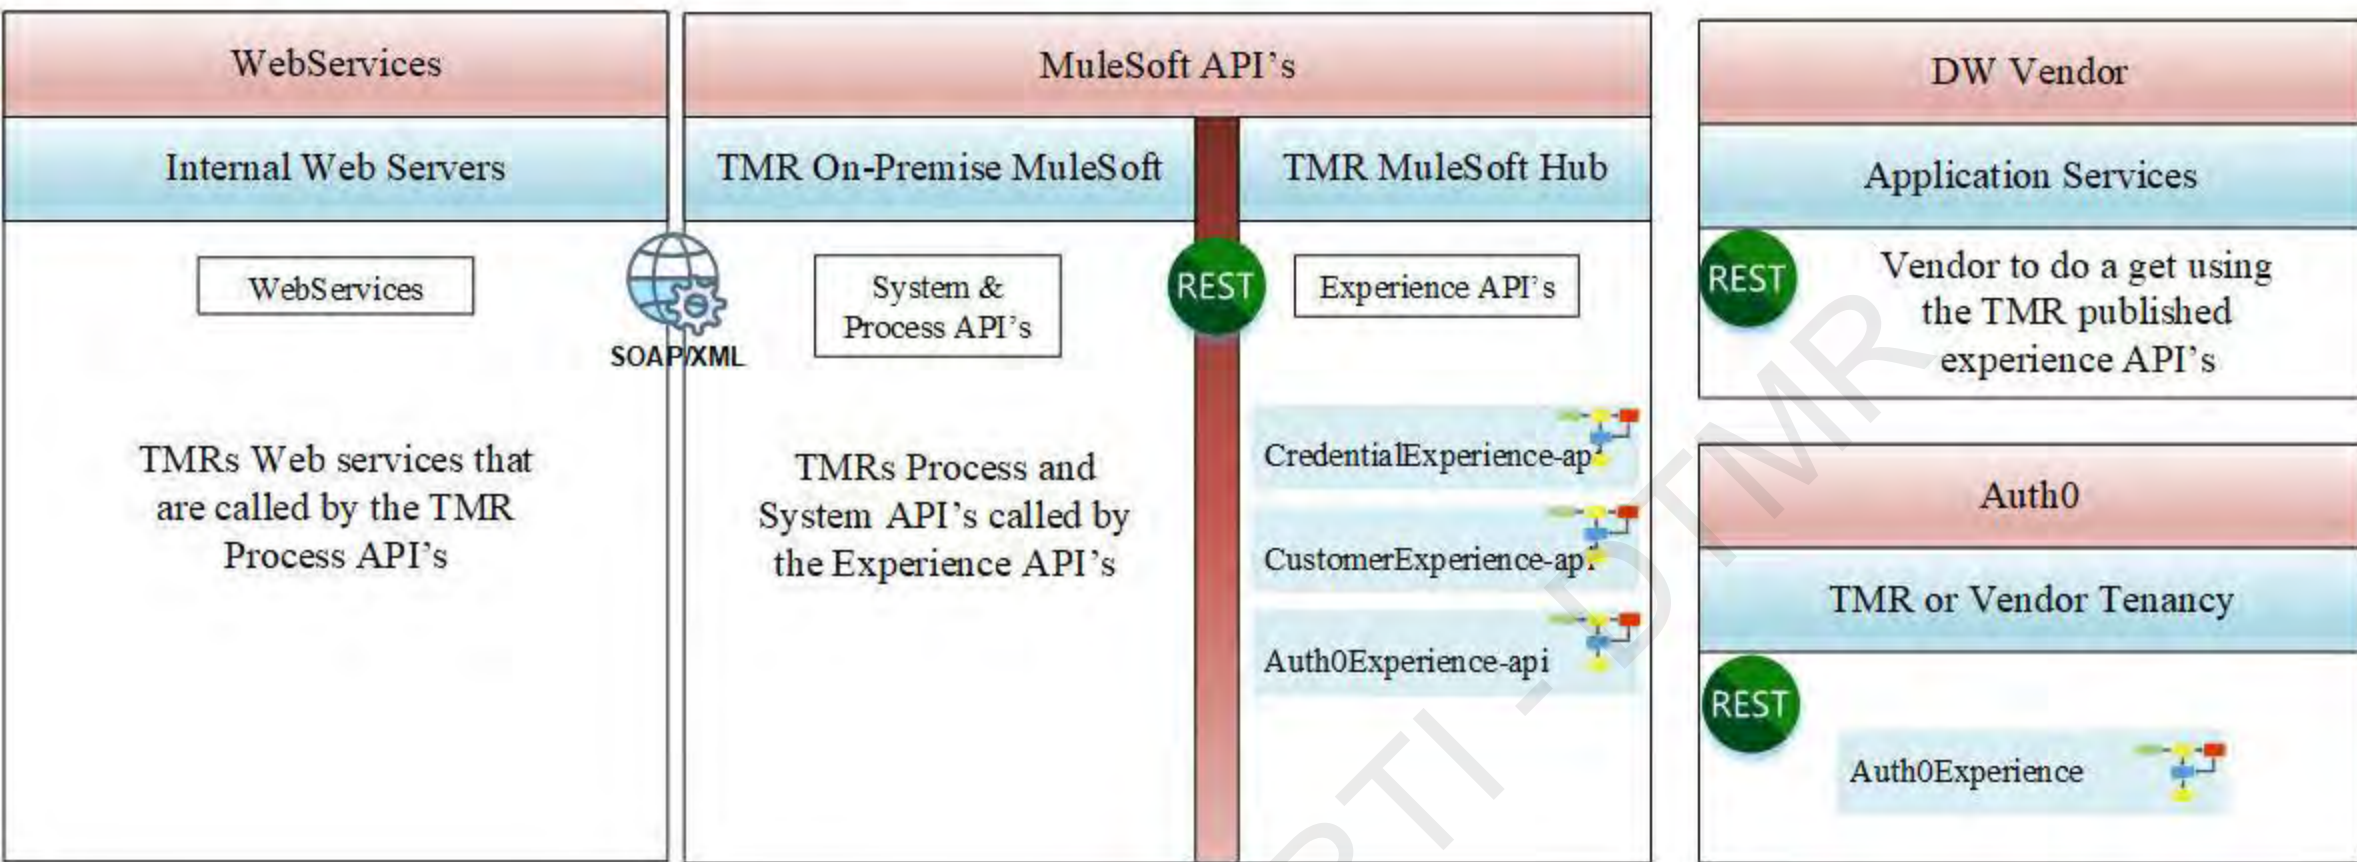 WebServices
Internal Web Servers
WebServices
SOAP/XML
TMRs Web services that
are called by the TMR
Process API's
MuleSoft API's
TMR On-Premise MuleSoft
System &
Process API's
TMRs Process and
System API's called by
the Experience API's
REST
TMR MuleSoft Hub
Experience API's
CredentialExperience-api
CustomerExperience-api
Auth0Experience-api
DW Vendor
Application Services
REST
Vendor to do a get using
the TMR published
experience API's
Auth0
TMR or Vendor Tenancy
REST
Auth0Experience
RTI - DTMR